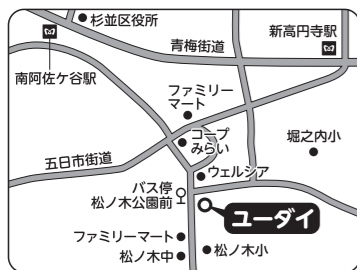 杉並区役所
青梅街道
新高円寺駅
南阿佐ケ谷駅
ファミリー
マート
コープ
みらい
堀之内小
五日市街道
ウェルシア
バス停
松ノ木公園前
ユーダイ
ファミリーマート
松ノ木小
松ノ木中